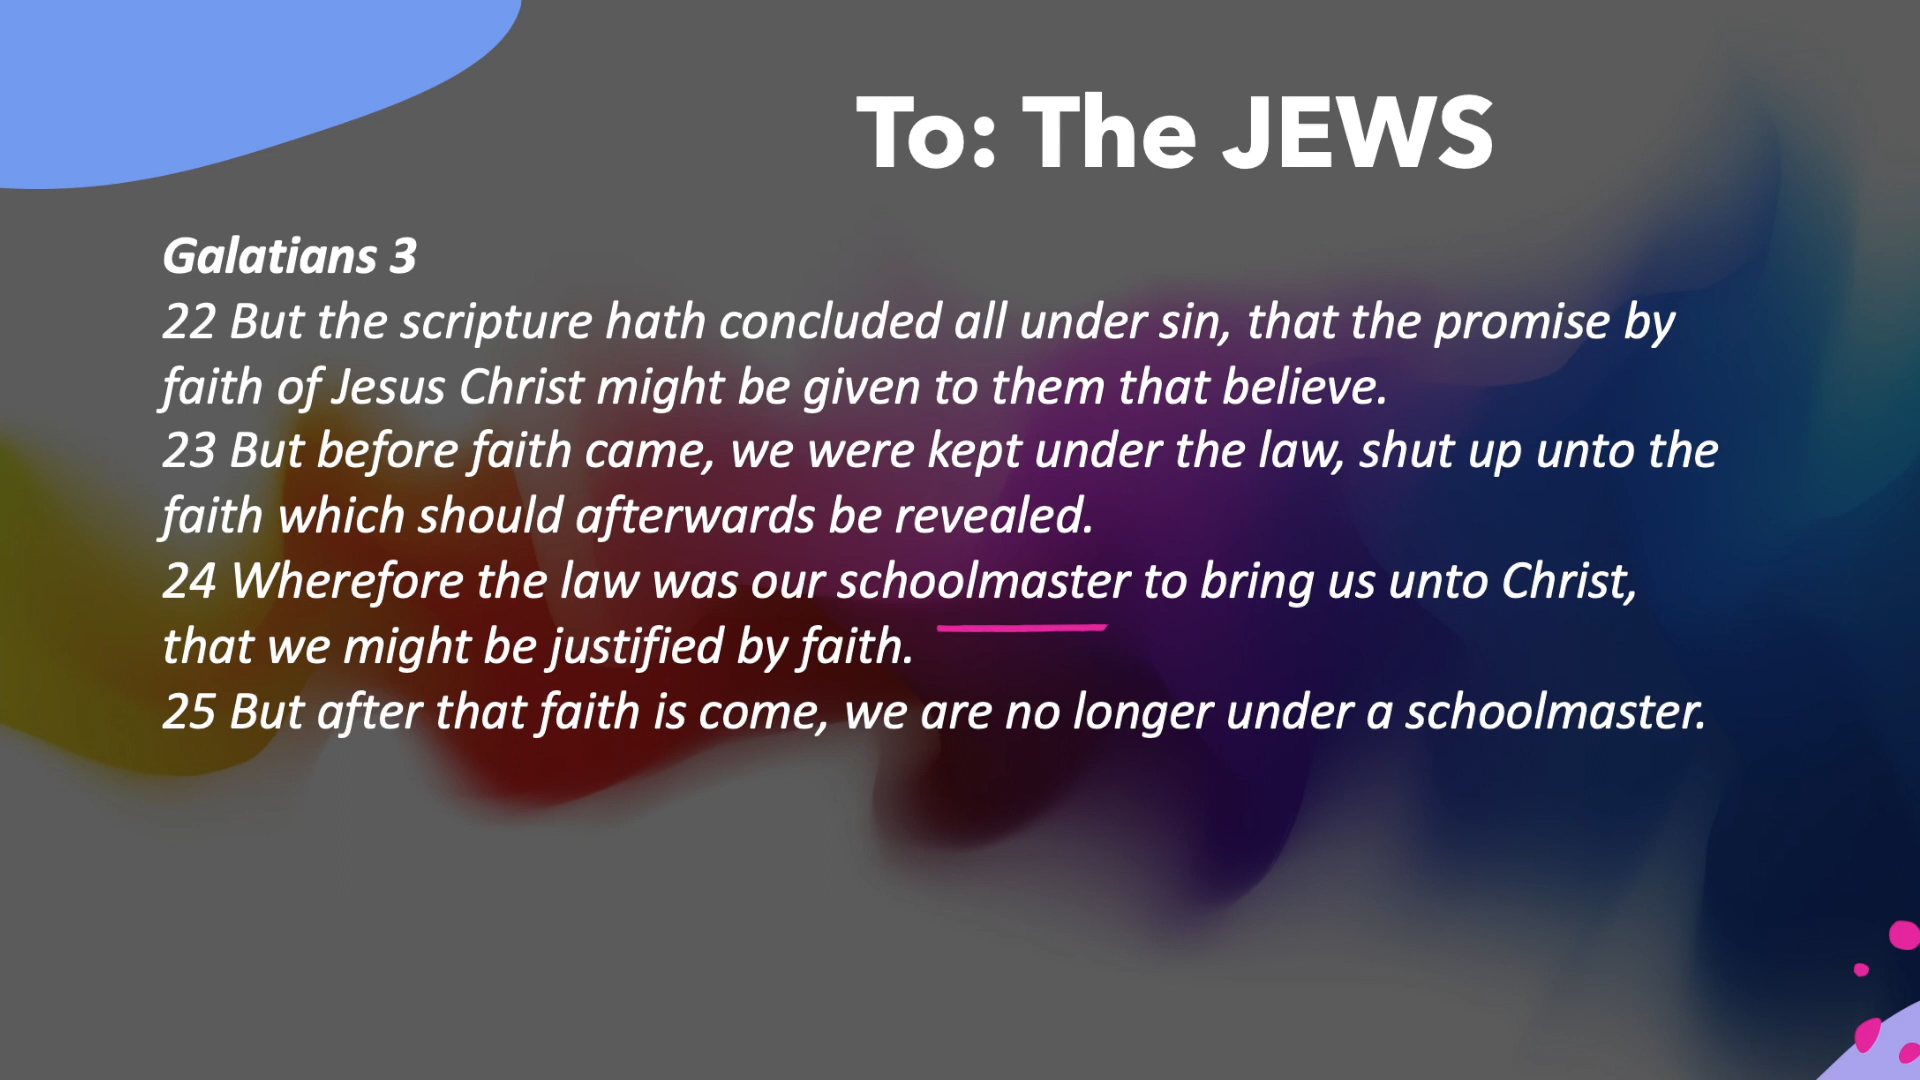 To: The JEWS
Galatians 3
22 But the scripture hath concluded all under sin, that the promise by
faith of Jesus Christ might be given to them that believe.
23 But before faith came, we were kept under the law, shut up unto the
faith which should afterwards be revealed.
24 Wherefore the law was our schoolmaster to bring us unto Christ,
that we might be justified by faith.
25 But after that faith is come, we are no longer under a schoolmaster.